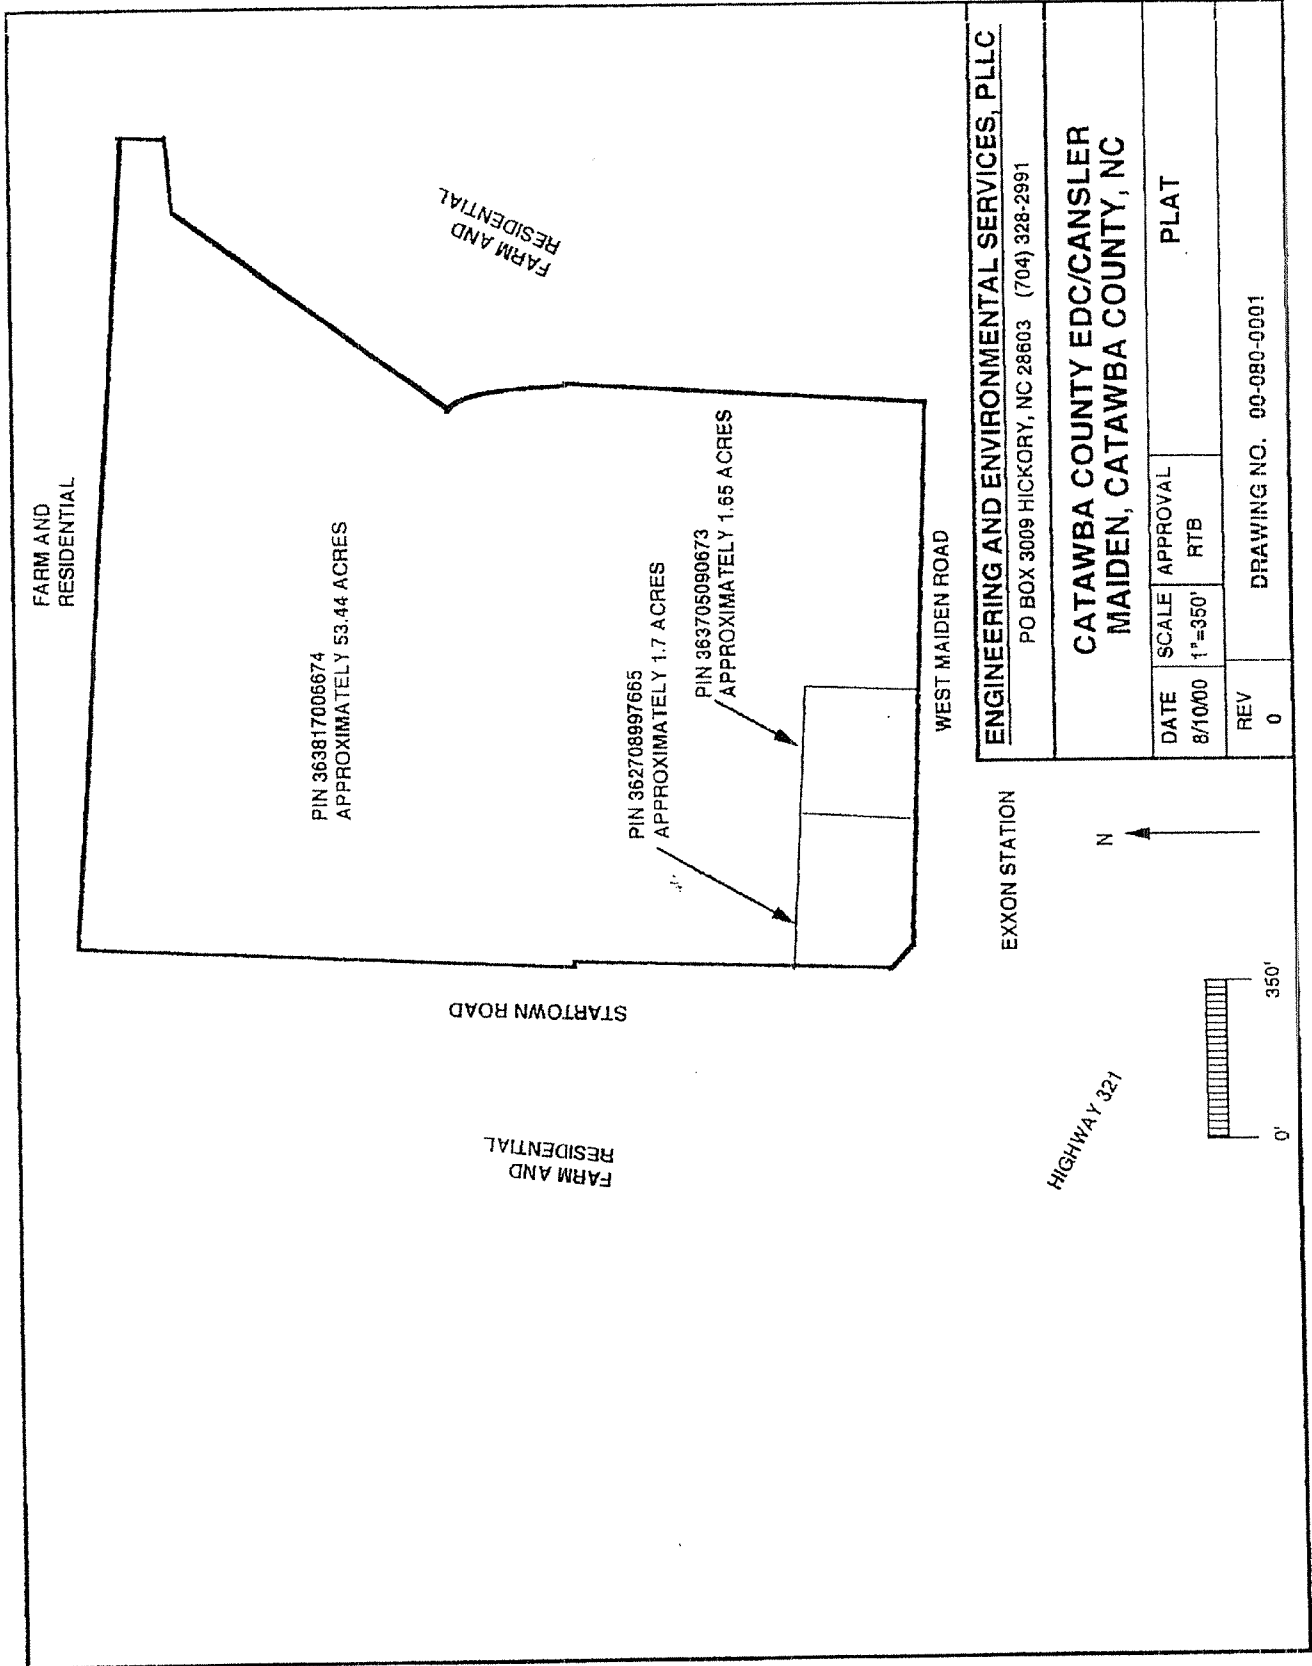 FARM AND
RESIDENTIAL
FARM AND
RESIDENTIAL
PIN 363817006674
APPROXIMATELY 53.44 ACRES
STARTOWN ROAD
FARM AND
RESIDENTIAL
PIN 362708997665
APPROXIMATELY 1.7 ACRES
PIN 363705090673
APPROXIMATELY 1.65 ACRES
WEST MAIDEN ROAD
EXXON STATION
N
HIGHWAY 321
0'
350'
ENGINEERING AND ENVIRONMENTAL SERVICES, PLLC
PO BOX 3009 HICKORY, NC 28603 (704) 328-2991
CATAWBA COUNTY EDC/CANSLER
MAIDEN, CATAWBA COUNTY, NC
DATE
8/10/00
SCALE
1"=350'
APPROVAL
RTB
PLAT
REV
0
DRAWING NO. 00-080-0001